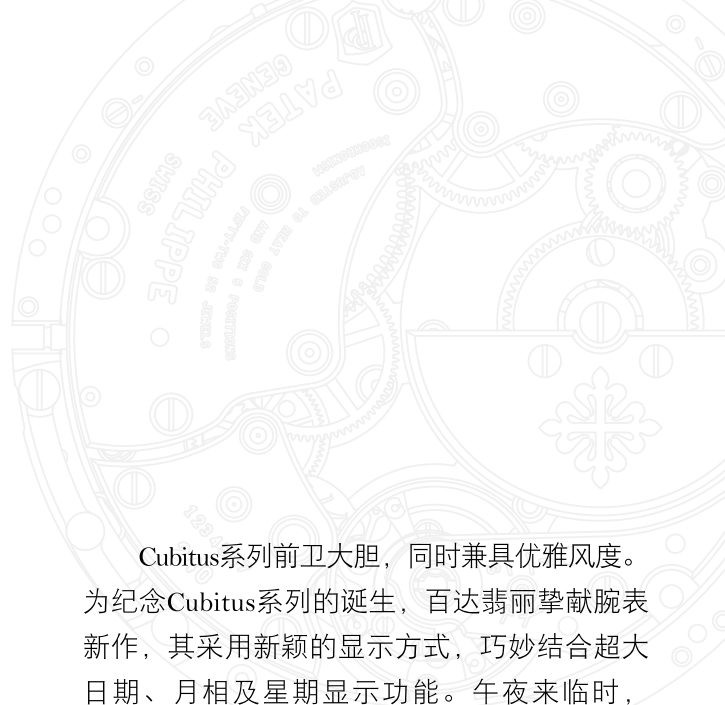 PATEK PHILIPPE
GENEVE
SWISS
Cubitus系列前卫大胆，同时兼具优雅风度。
为纪念Cubitus系列的诞生，百达翡丽挚献腕表
新作，其采用新颖的显示方式，巧妙结合超大
日期、月相及星期显示功能。午夜来临时，